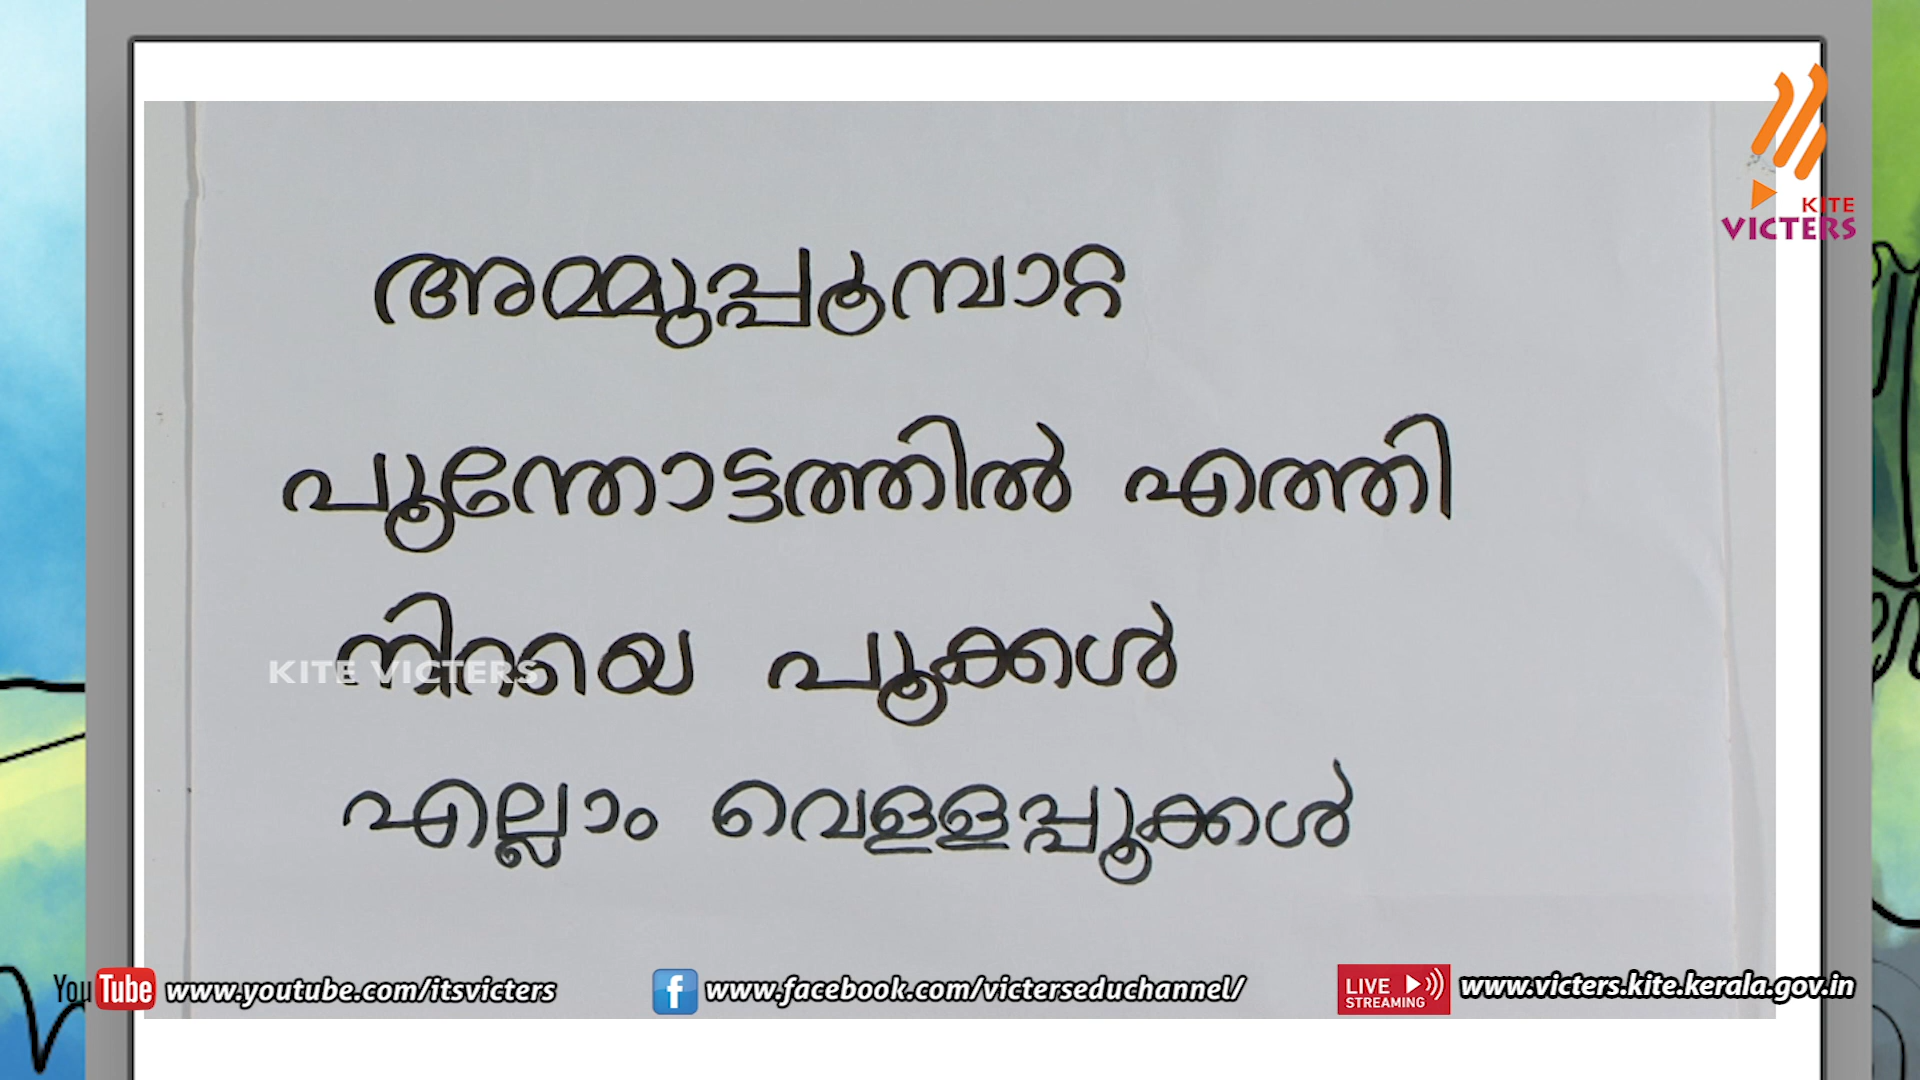 KITE
VICTERS
അമ്മുപ്പൂമ്പാറ്റ
പൂന്തോട്ടത്തിൽ എത്തി
നിറയെ പൂക്കൾ
KITE VICTERS
എല്ലാം വെള്ളപ്പൂക്കൾ
YouTube www.youtube.com/itsvicters
f www.facebook.com/victerseduchannel/
LIVE STREAMING www.victers.kite.kerala.gov.in